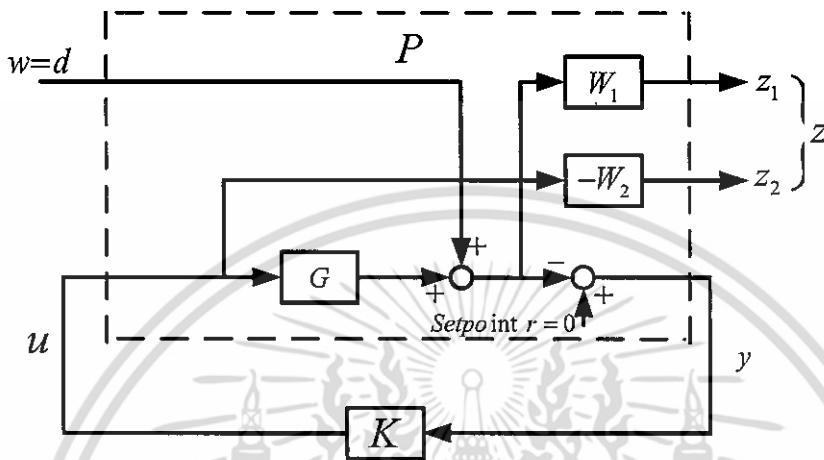 P
w=d
W₁
z₁
z
−W₂
z₂
+
G
+
−
+
Setpoint r = 0
u
y
K